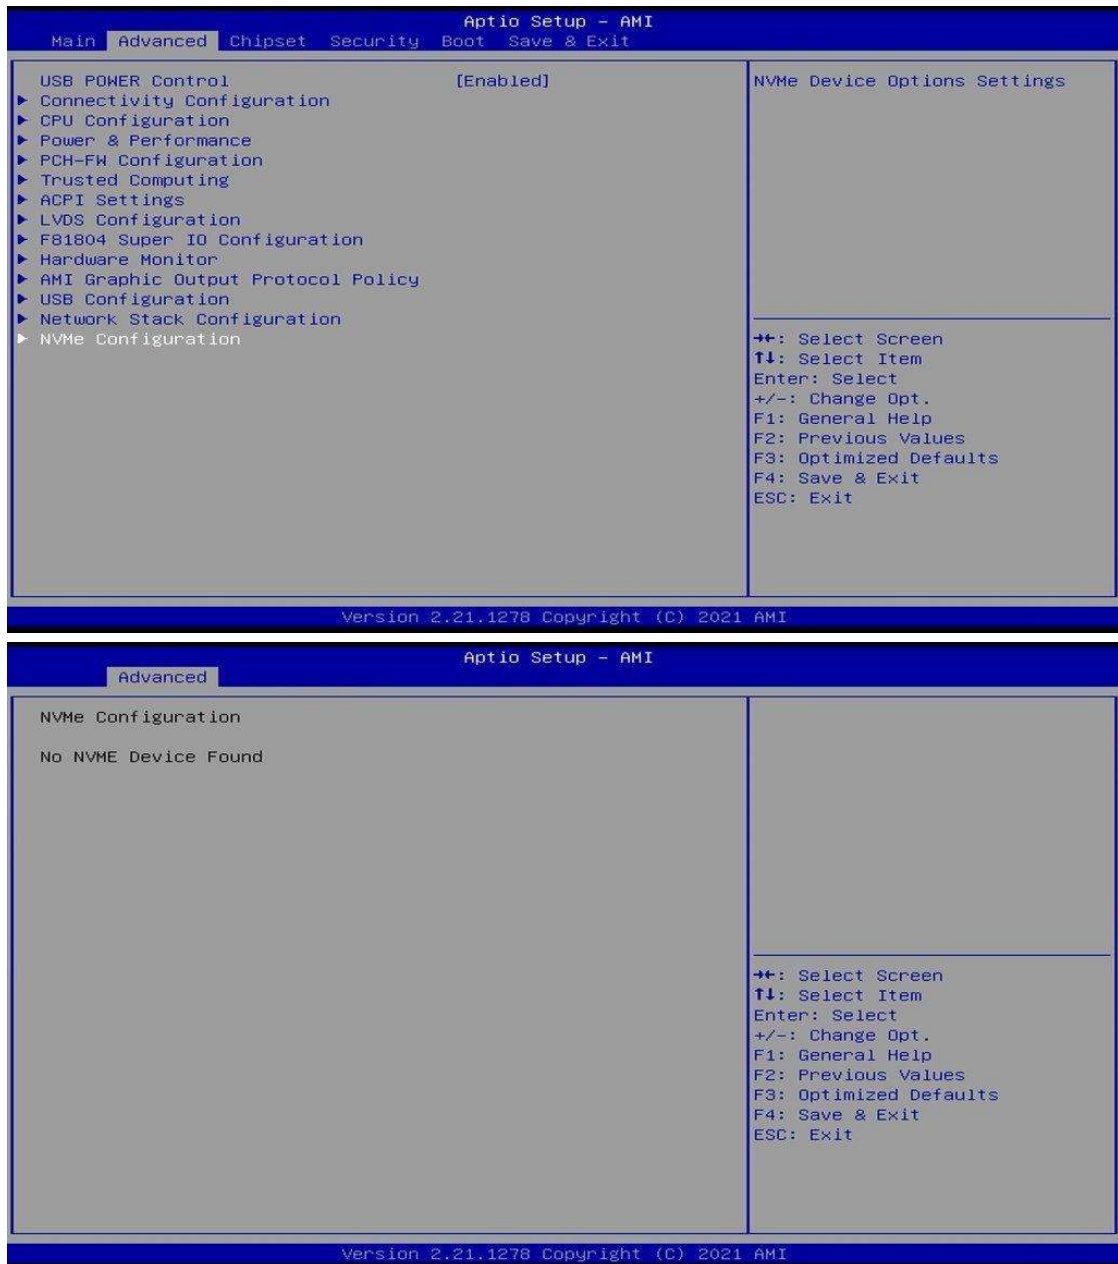 Aptio Setup – AMI
Main Advanced Chipset Security Boot Save & Exit
USB POWER Control [Enabled]
▶ Connectivity Configuration
▶ CPU Configuration
▶ Power & Performance
▶ PCH-FW Configuration
▶ Trusted Computing
▶ ACPI Settings
▶ LVDS Configuration
▶ F81804 Super IO Configuration
▶ Hardware Monitor
▶ AMI Graphic Output Protocol Policy
▶ USB Configuration
▶ Network Stack Configuration
▶ NVMe Configuration
NVMe Device Options Settings
→←: Select Screen
↑↓: Select Item
Enter: Select
+/-: Change Opt.
F1: General Help
F2: Previous Values
F3: Optimized Defaults
F4: Save & Exit
ESC: Exit
Version 2.21.1278 Copyright (C) 2021 AMI
Aptio Setup – AMI
Advanced
NVMe Configuration
No NVME Device Found
→←: Select Screen
↑↓: Select Item
Enter: Select
+/-: Change Opt.
F1: General Help
F2: Previous Values
F3: Optimized Defaults
F4: Save & Exit
ESC: Exit
Version 2.21.1278 Copyright (C) 2021 AMI